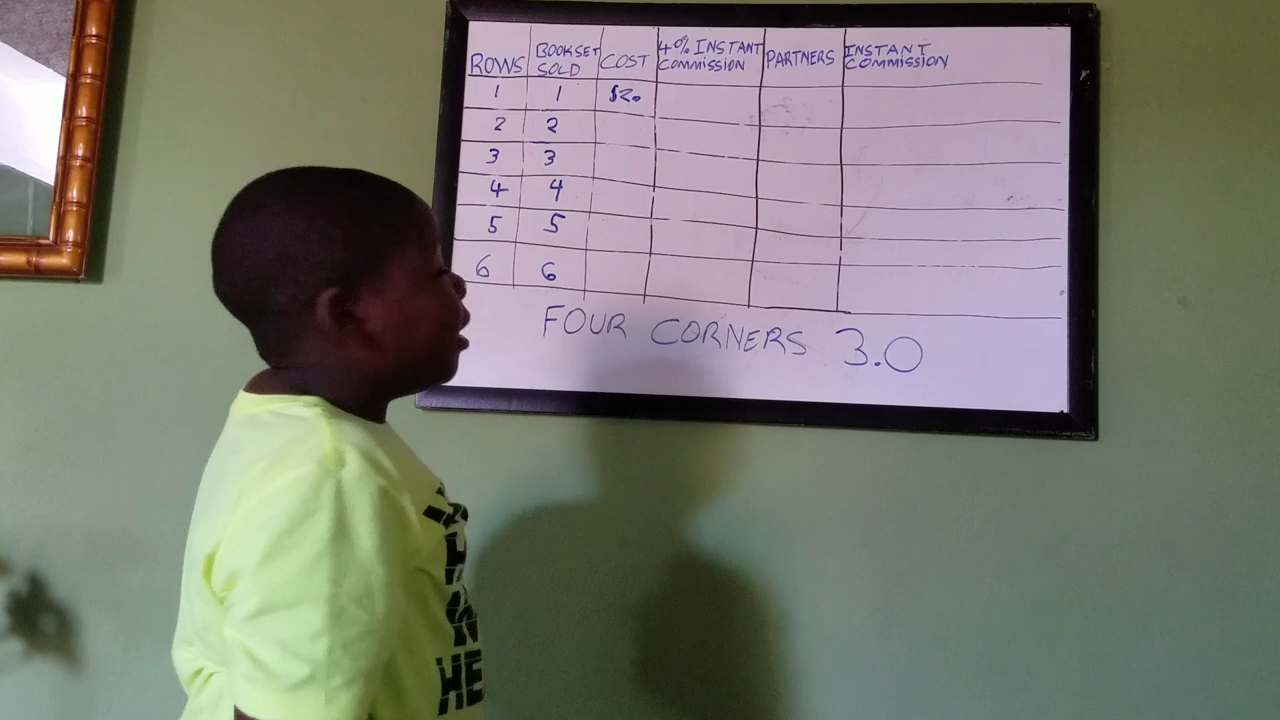 ROWS BOOKSET SOLD COST 40% INSTANT COMMISSION PARTNERS INSTANT COMMISSION
1 1 $20
2 2
3 3
4 4
5 5
6 6
FOUR CORNERS 3.0
HE